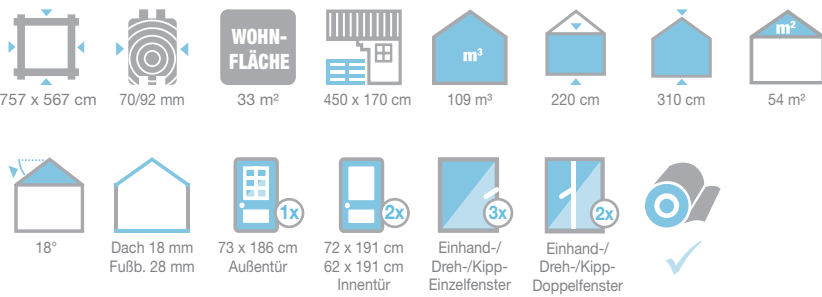 WOHN-
FLÄCHE
m³
m²
757 x 567 cm
70/92 mm
33 m²
450 x 170 cm
109 m³
220 cm
310 cm
54 m²
1x
2x
3x
2x
18°
Dach 18 mm
Fußb. 28 mm
73 x 186 cm
Außentür
72 x 191 cm
62 x 191 cm
Innentür
Einhand-/
Dreh-/Kipp-
Einzelfenster
Einhand-/
Dreh-/Kipp-
Doppelfenster